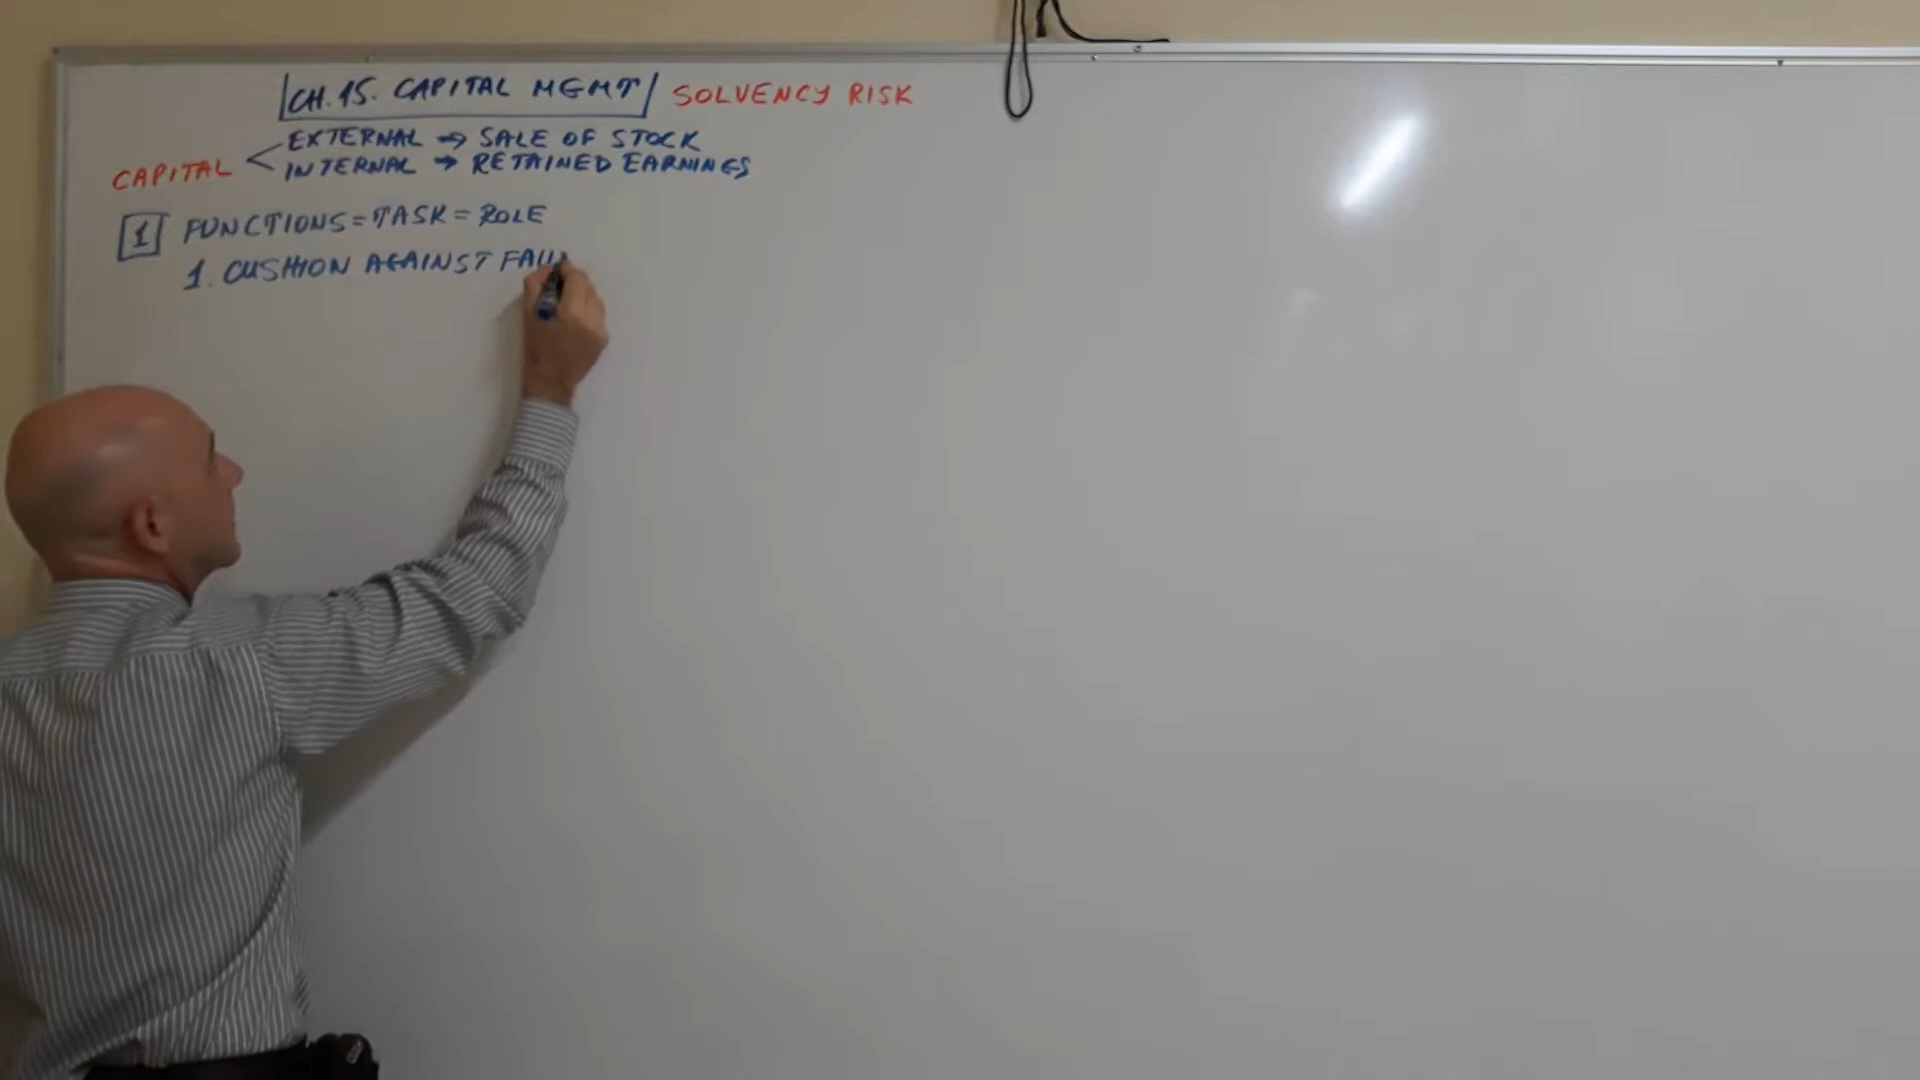 CH. 15. CAPITAL MGMT SOLVENCY RISK
CAPITAL
EXTERNAL → SALE OF STOCK
INTERNAL → RETAINED EARNINGS
1 FUNCTIONS = TASK = ROLE
1. CUSHION AGAINST